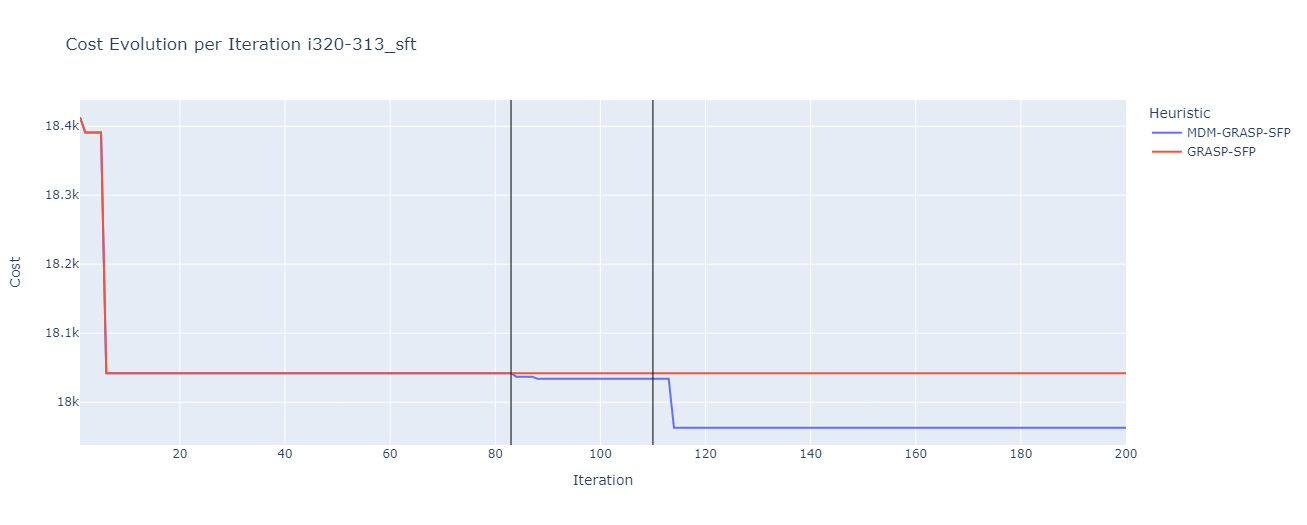 Cost Evolution per Iteration i320-313_sft
Heuristic
MDM-GRASP-SFP
GRASP-SFP
18.4k
18.3k
18.2k
18.1k
18k
Cost
20 40 60 80 100 120 140 160 180 200
Iteration